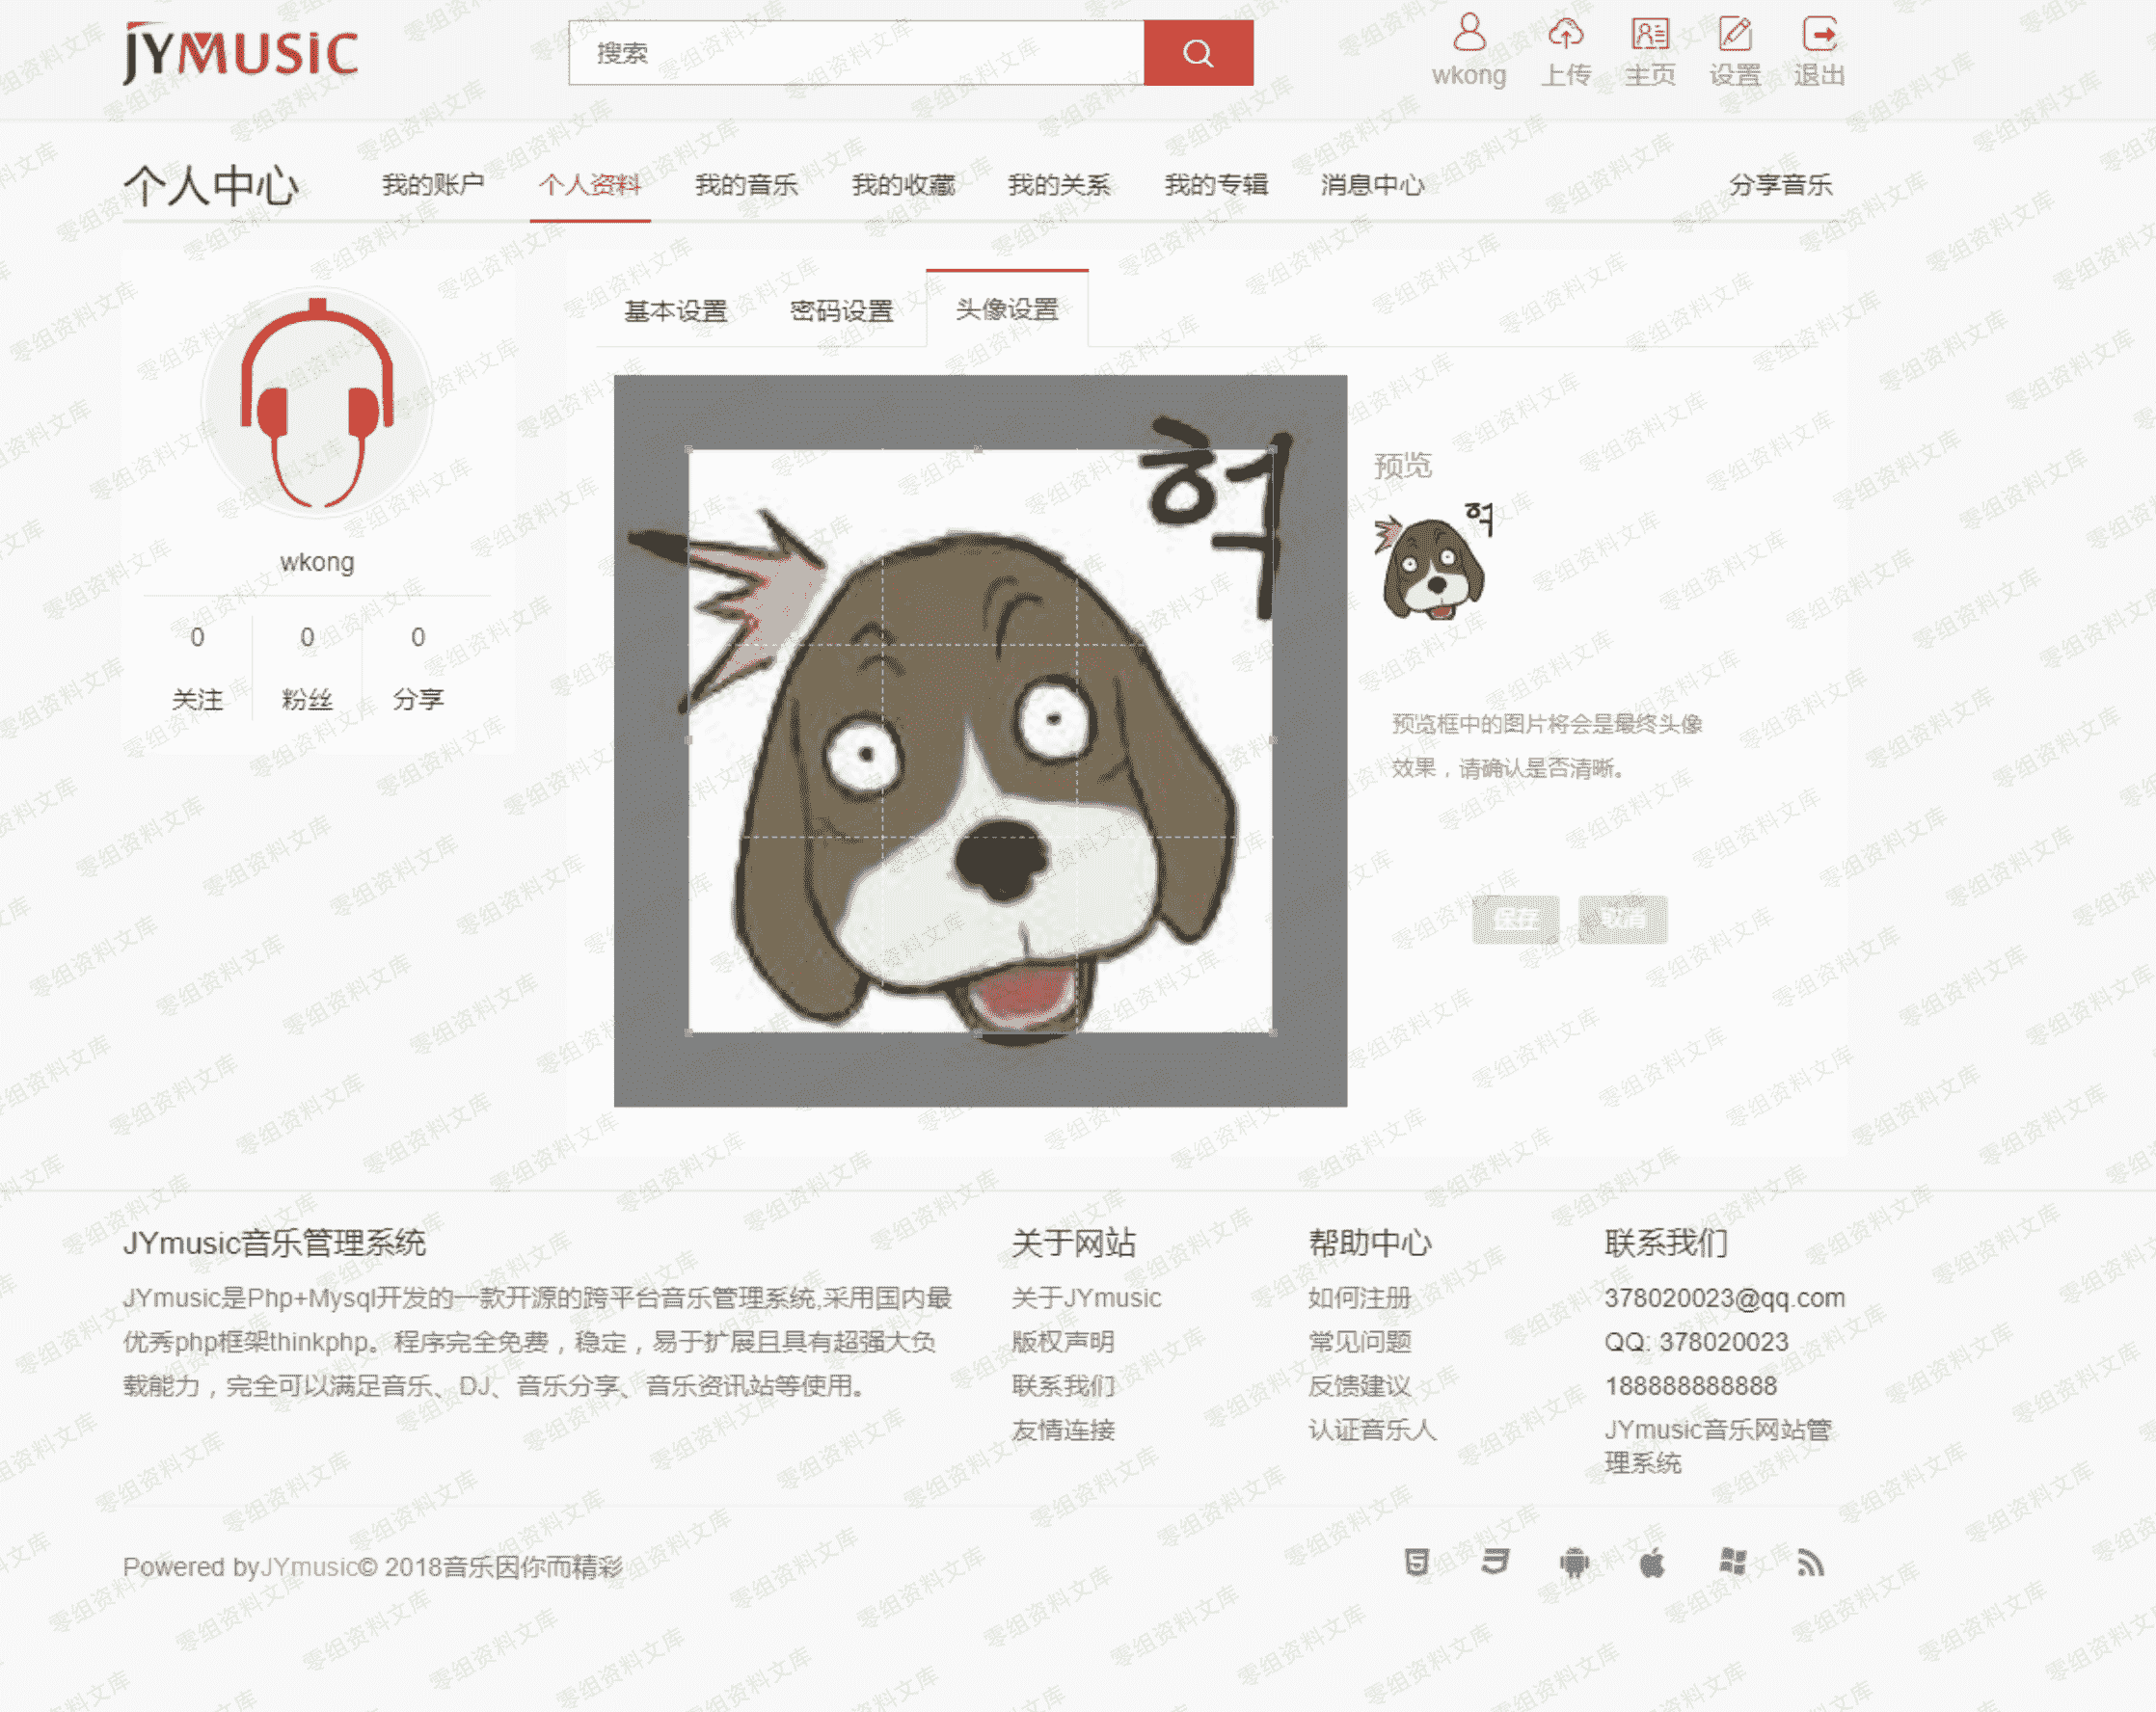 JYMUSiC
搜索
wkong 上传 主页 设置 退出
个人中心 我的账户 个人资料 我的音乐 我的收藏 我的关系 我的专辑 消息中心 分享音乐
基本设置 密码设置 头像设置
헉
预览
헉
wkong
0 0 0
关注 粉丝 分享
预览框中的图片将会是最终头像
效果，请确认是否清晰。
保存 取消
JYmusic音乐管理系统
JYmusic是Php+Mysql开发的一款开源的跨平台音乐管理系统,采用国内最
优秀php框架thinkphp。程序完全免费，稳定，易于扩展且具有超强大负
载能力，完全可以满足音乐、DJ、音乐分享、音乐资讯站等使用。
关于网站
关于JYmusic
版权声明
联系我们
友情连接
帮助中心
如何注册
常见问题
反馈建议
认证音乐人
联系我们
378020023@qq.com
QQ: 378020023
188888888888
JYmusic音乐网站管
理系统
Powered byJYmusic© 2018音乐因你而精彩
零组资料文库